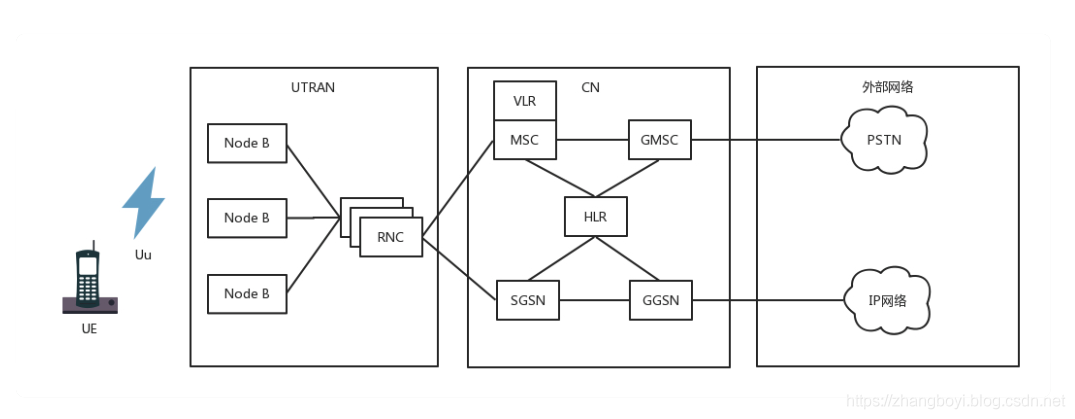 UTRAN
CN
外部网络
Node B
Node B
Node B
RNC
VLR
MSC
GMSC
HLR
SGSN
GGSN
PSTN
IP网络
Uu
UE
https://zhangboyi.blog.csdn.net